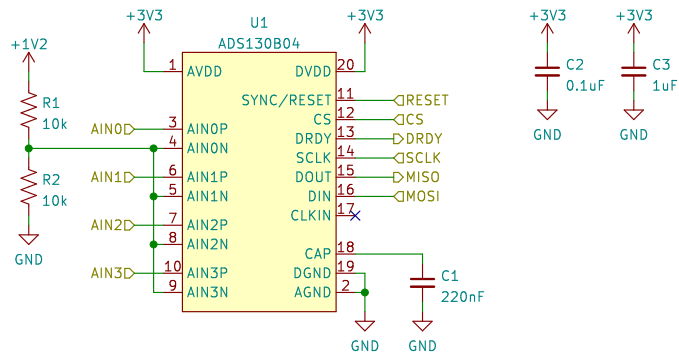 +3V3
U1
ADS130B04
+3V3
+3V3
+3V3
+1V2
1 AVDD
DVDD 20
C2
0.1uF
C3
1uF
R1
10k
SYNC/RESET 11 RESET
CS 12 CS
AIN0 3 AIN0P
DRDY 13 DRDY
4 AIN0N
SCLK 14 SCLK
GND
GND
R2
10k
AIN1 6 AIN1P
DOUT 15 MISO
5 AIN1N
DIN 16 MOSI
AIN2 7 AIN2P
CLKIN 17
8 AIN2N
GND
CAP 18
AIN3 10 AIN3P
DGND 19
C1
220nF
9 AIN3N
AGND 2
GND
GND